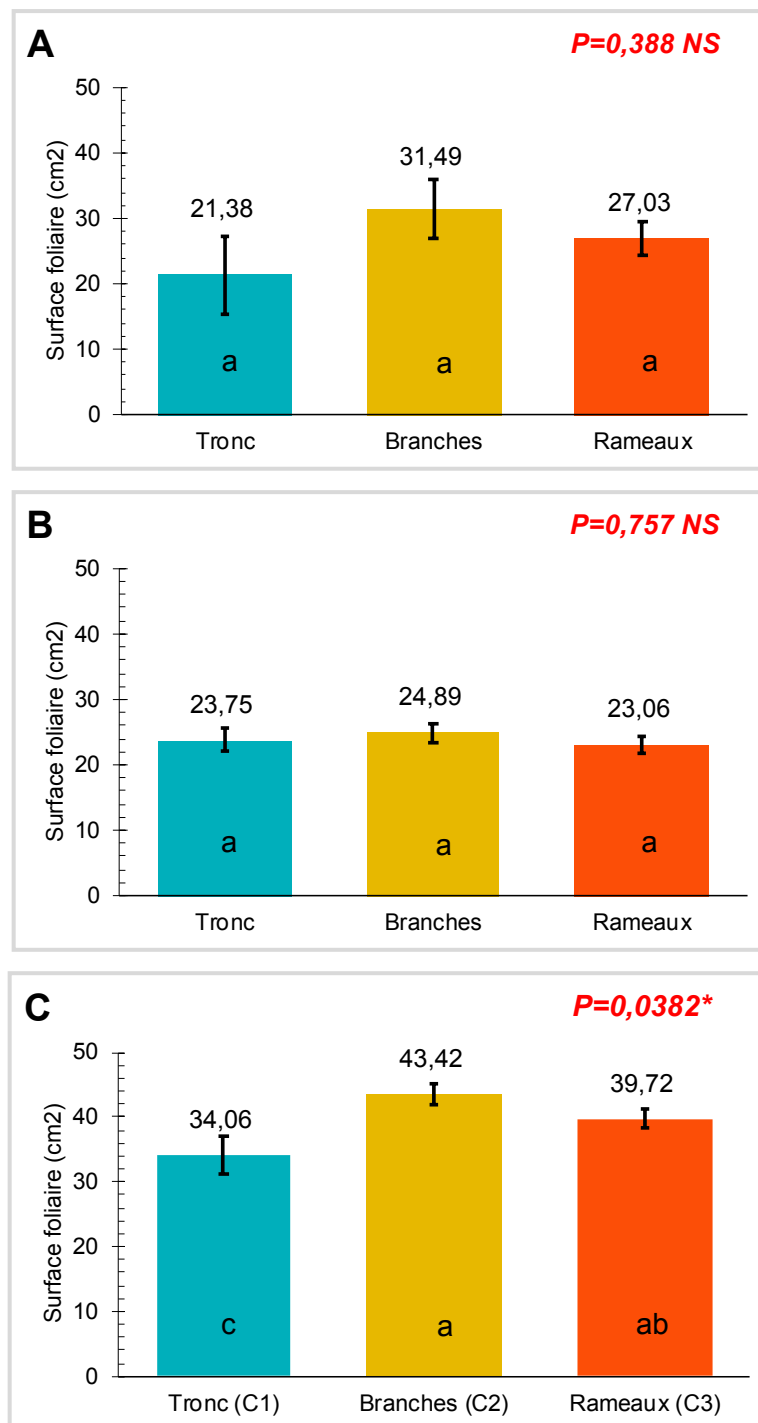 A
P=0,388 NS
Surface foliaire (cm2)
50
40
30
20
10
0
21,38
31,49
27,03
a
a
a
Tronc
Branches
Rameaux
B
P=0,757 NS
Surface foliaire (cm2)
50
40
30
20
10
0
23,75
24,89
23,06
a
a
a
Tronc
Branches
Rameaux
C
P=0,0382*
Surface foliaire (cm2)
50
40
30
20
10
0
34,06
43,42
39,72
c
a
ab
Tronc (C1)
Branches (C2)
Rameaux (C3)